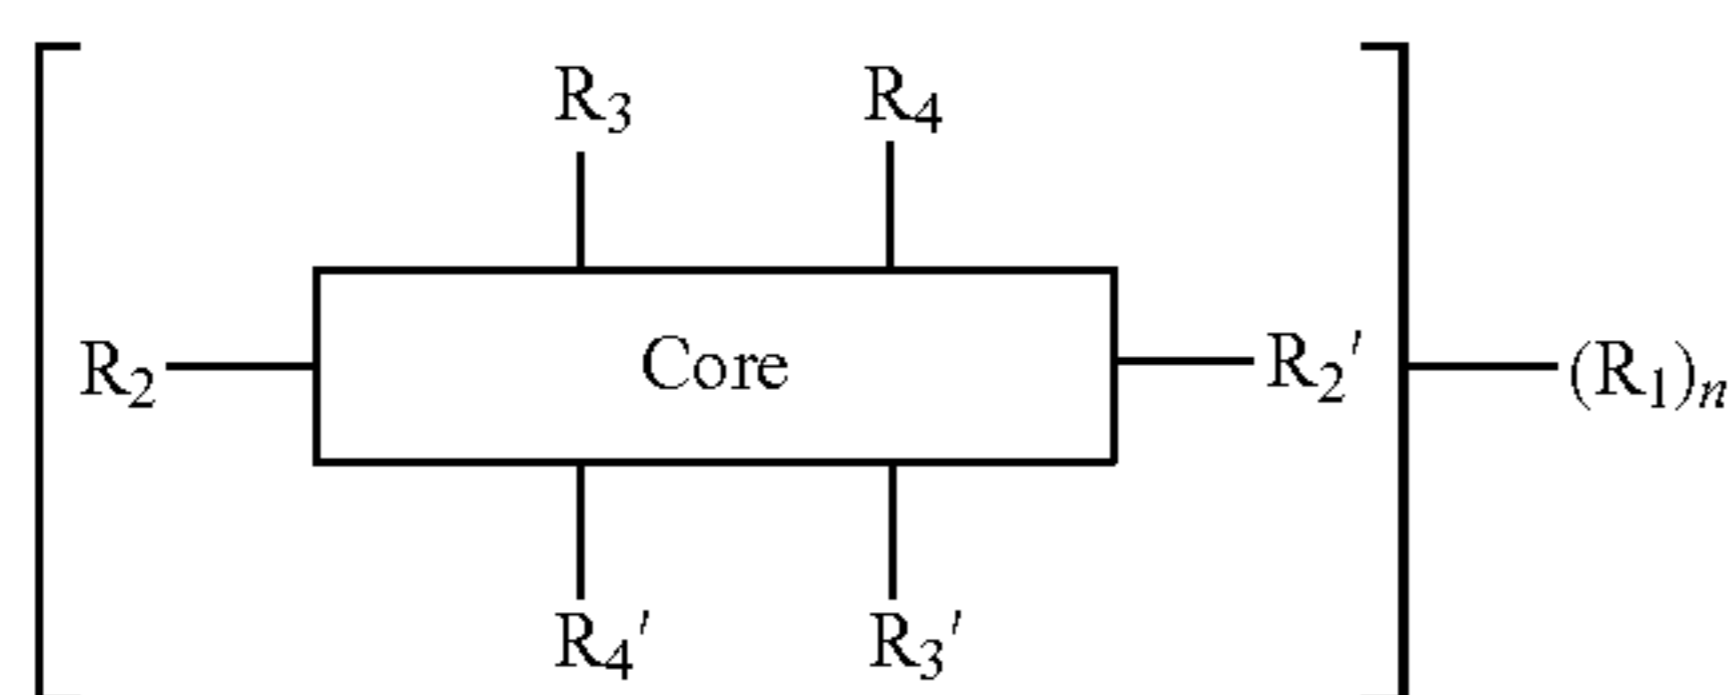 R₃ R₄
R₂ Core R₂′ (R₁)ₙ
R₄′ R₃′